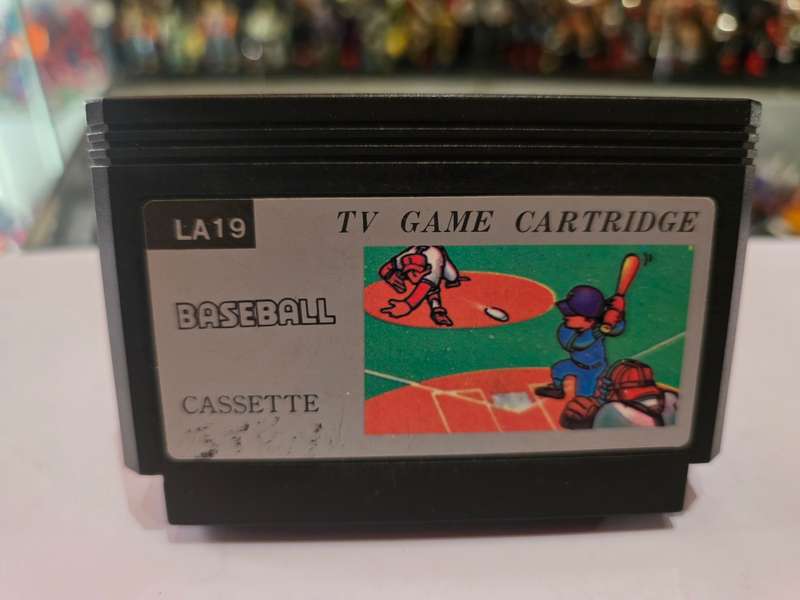 LA19
TV GAME CARTRIDGE
BASEBALL
CASSETTE